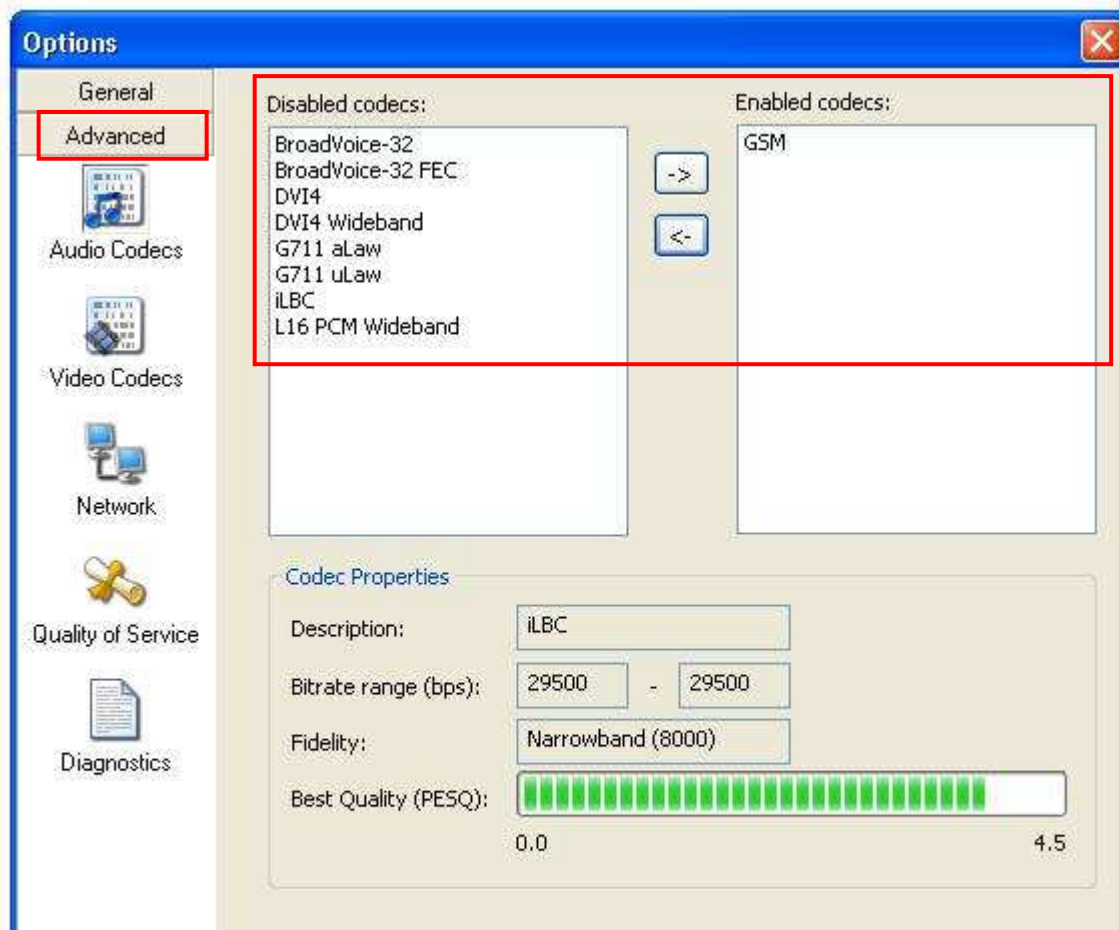 Options
General
Advanced
Audio Codecs
Video Codecs
Network
Quality of Service
Diagnostics
Disabled codecs:
BroadVoice-32
BroadVoice-32 FEC
DVI4
DVI4 Wideband
G711 aLaw
G711 uLaw
iLBC
L16 PCM Wideband
->
<-
Enabled codecs:
GSM
Codec Properties
Description: iLBC
Bitrate range (bps): 29500 - 29500
Fidelity: Narrowband (8000)
Best Quality (PESQ):
0.0 4.5